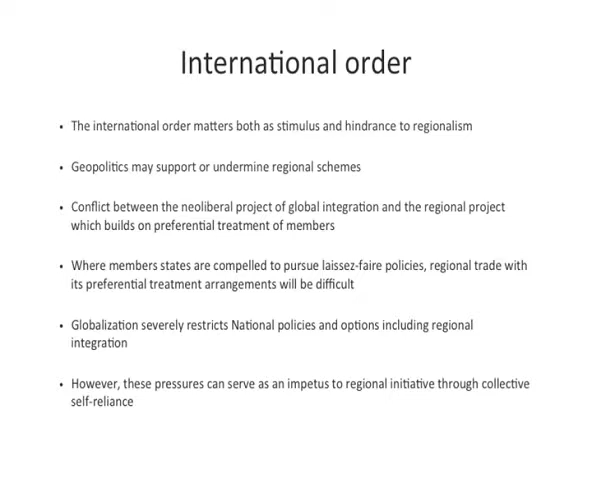 International order
• The international order matters both as stimulus and hindrance to regionalism
• Geopolitics may support or undermine regional schemes
• Conflict between the neoliberal project of global integration and the regional project
which builds on preferential treatment of members
• Where members states are compelled to pursue laissez-faire policies, regional trade with
its preferential treatment arrangements will be difficult
• Globalization severely restricts National policies and options including regional
integration
• However, these pressures can serve as an impetus to regional initiative through collective
self-reliance